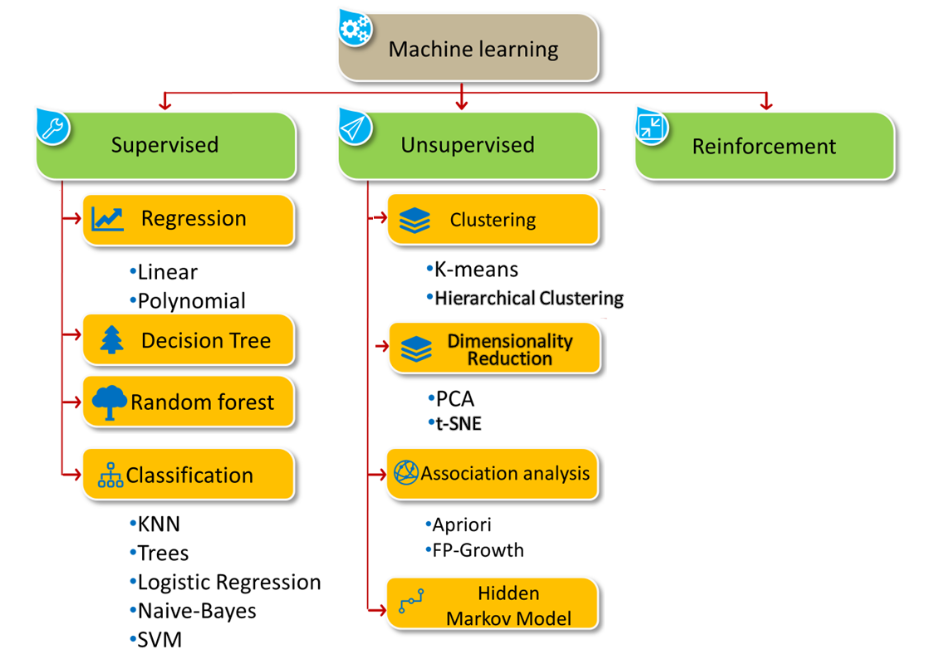 Machine learning
Supervised
Unsupervised
Reinforcement
Regression
•Linear
•Polynomial
Decision Tree
Random forest
Classification
•KNN
•Trees
•Logistic Regression
•Naive-Bayes
•SVM
Clustering
•K-means
•Hierarchical Clustering
Dimensionality
Reduction
•PCA
•t-SNE
Association analysis
•Apriori
•FP-Growth
Hidden
Markov Model